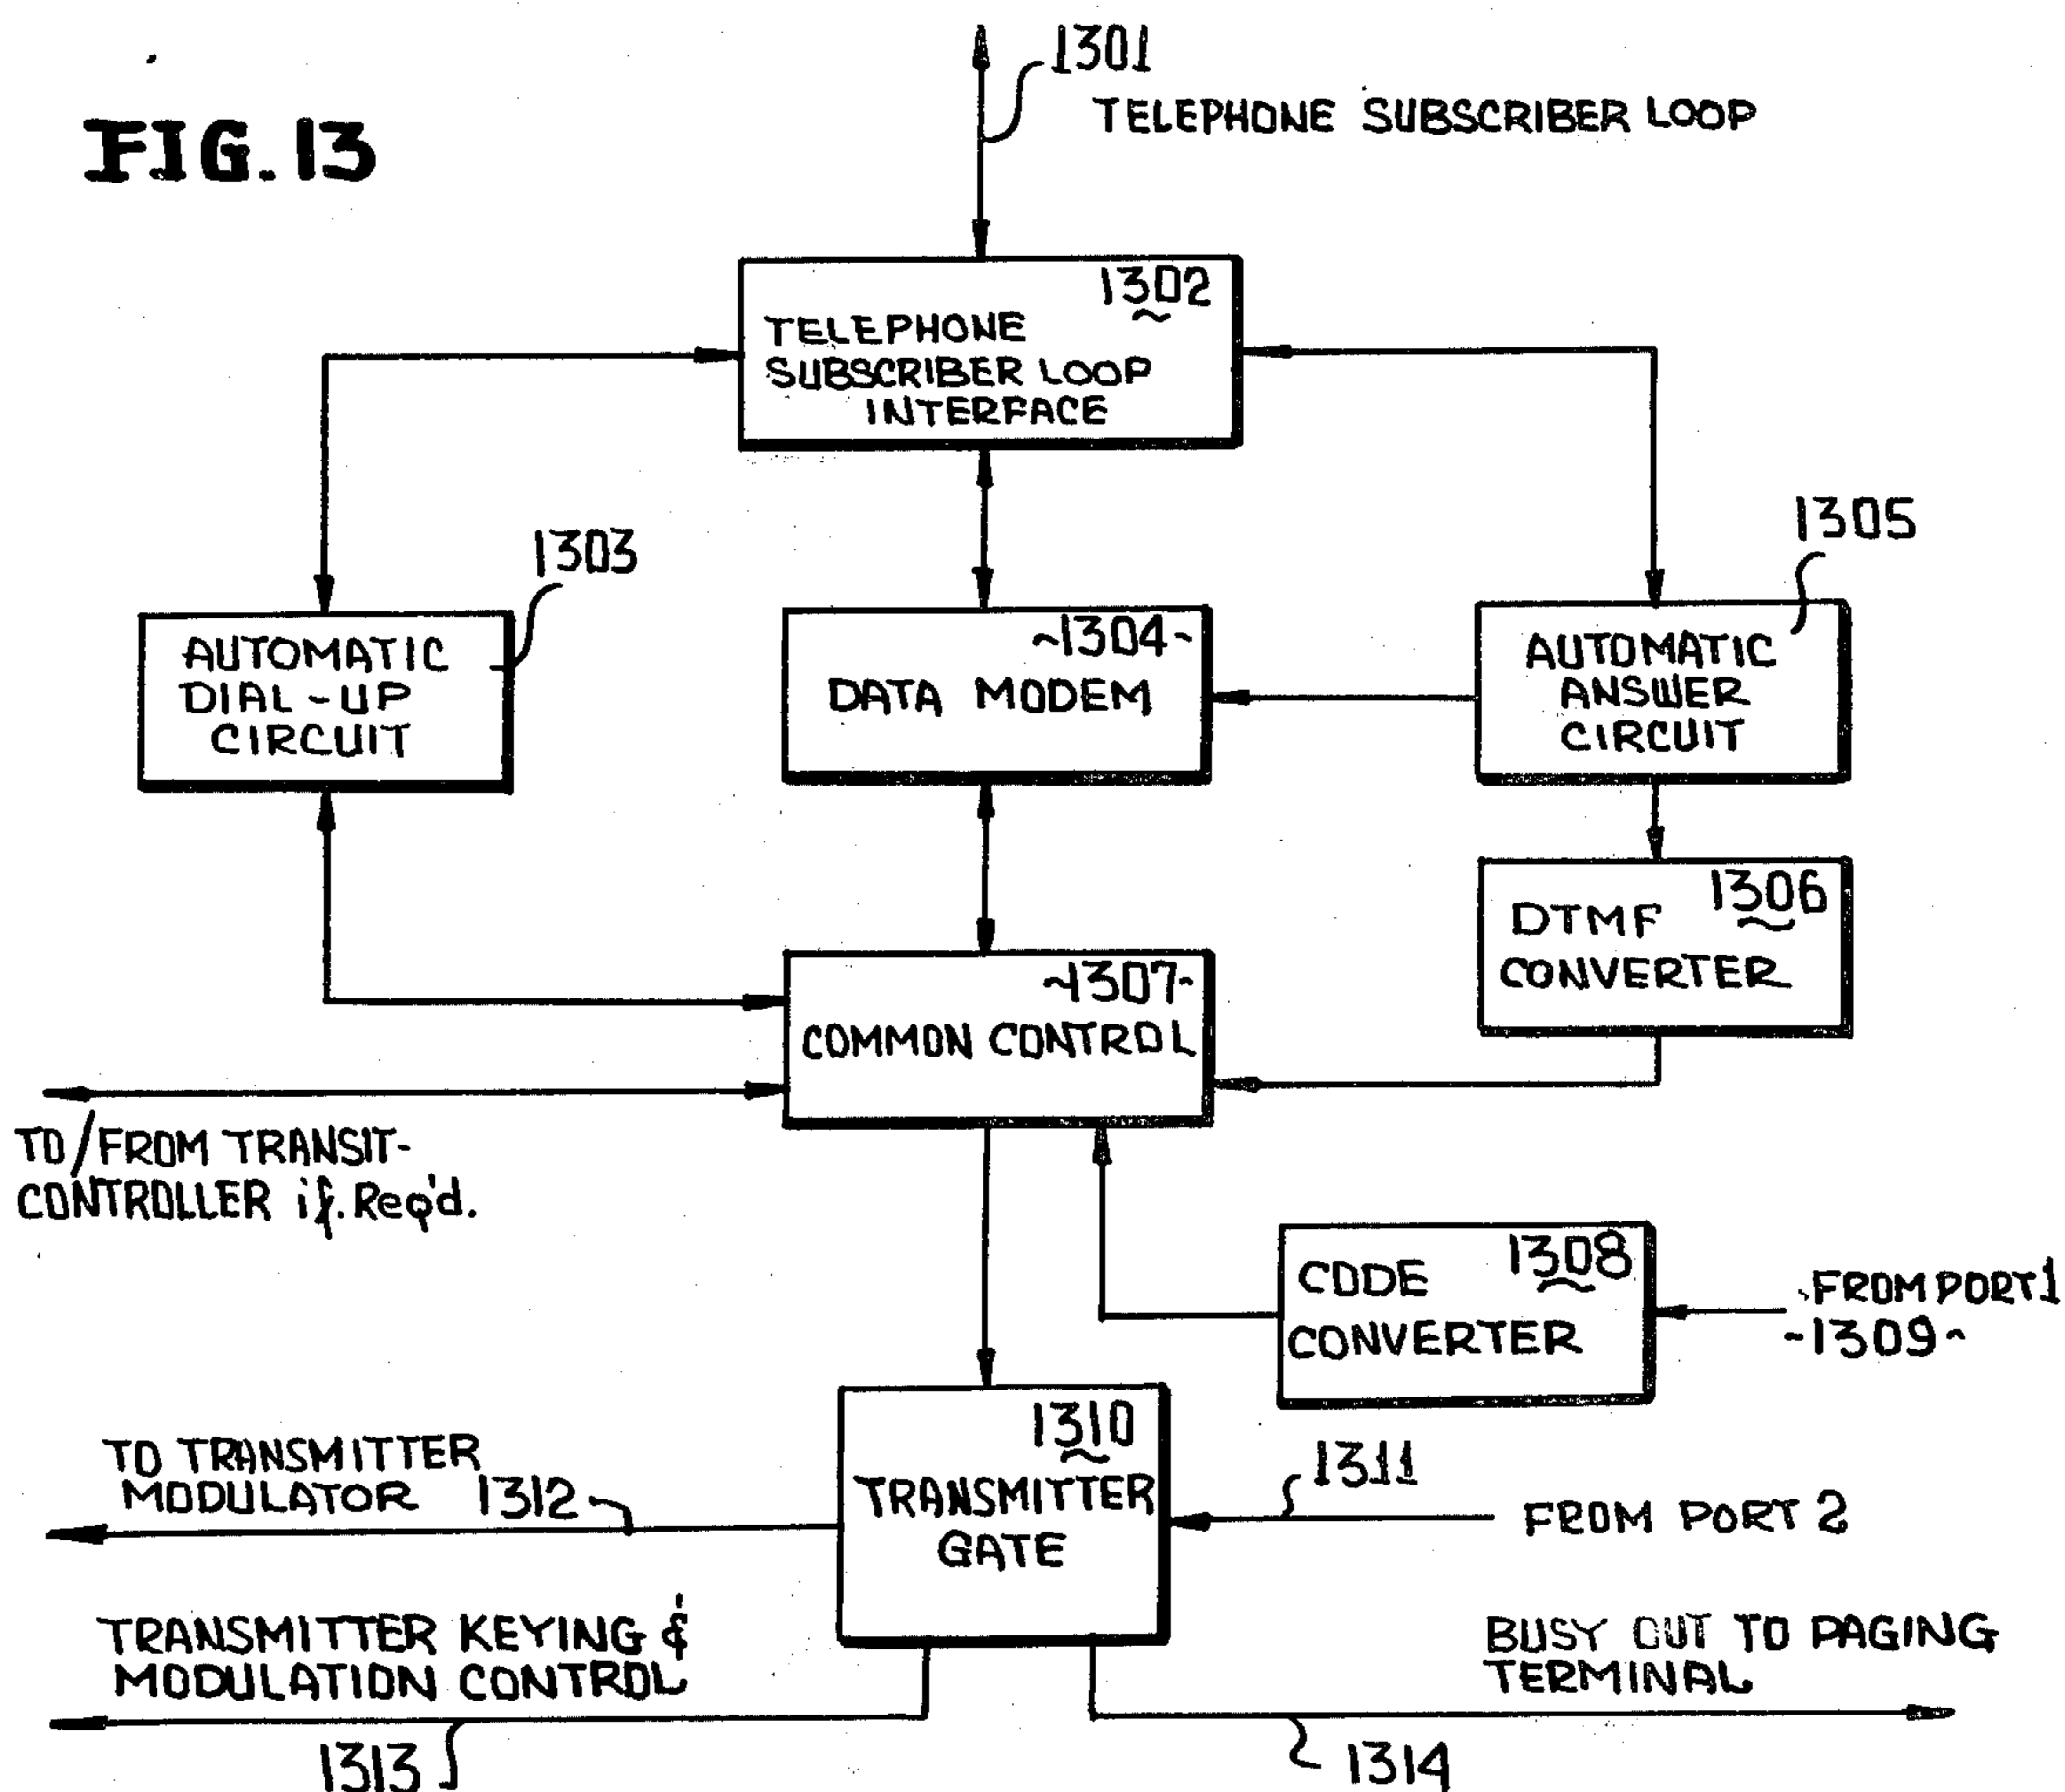 1301
TELEPHONE SUBSCRIBER LOOP
FIG. 13
1302
TELEPHONE
SUBSCRIBER LOOP
INTERFACE
1303
AUTOMATIC
DIAL-UP
CIRCUIT
~1304~
DATA MODEM
1305
AUTOMATIC
ANSWER
CIRCUIT
1306
DTMF
CONVERTER
~1307~
COMMON CONTROL
TO/FROM TRANSIT-
CONTROLLER if. Req'd.
1308
CODE
CONVERTER
FROM PORT 1
~1309~
1310
TRANSMITTER
GATE
1311
FROM PORT 2
TO TRANSMITTER
MODULATOR 1312
TRANSMITTER KEYING &
MODULATION CONTROL
1313
BUSY OUT TO PAGING
TERMINAL
1314